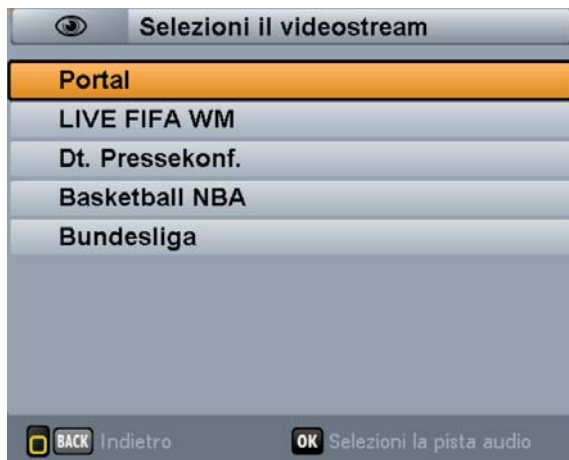 Selezioni il videostream
Portal
LIVE FIFA WM
Dt. Pressekonf.
Basketball NBA
Bundesliga
BACK Indietro OK Selezioni la pista audio